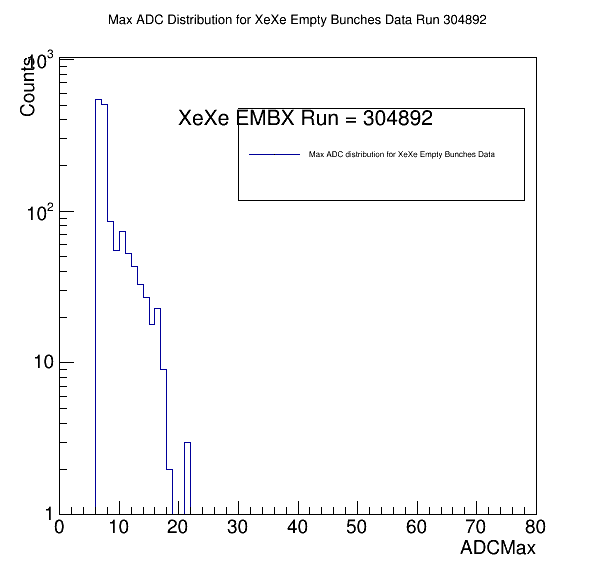 Max ADC Distribution for XeXe Empty Bunches Data Run 304892
Counts
10³
XeXe EMBX Run = 304892
Max ADC distribution for XeXe Empty Bunches Data
10²
10
1
0 10 20 30 40 50 60 70 80
ADCMax